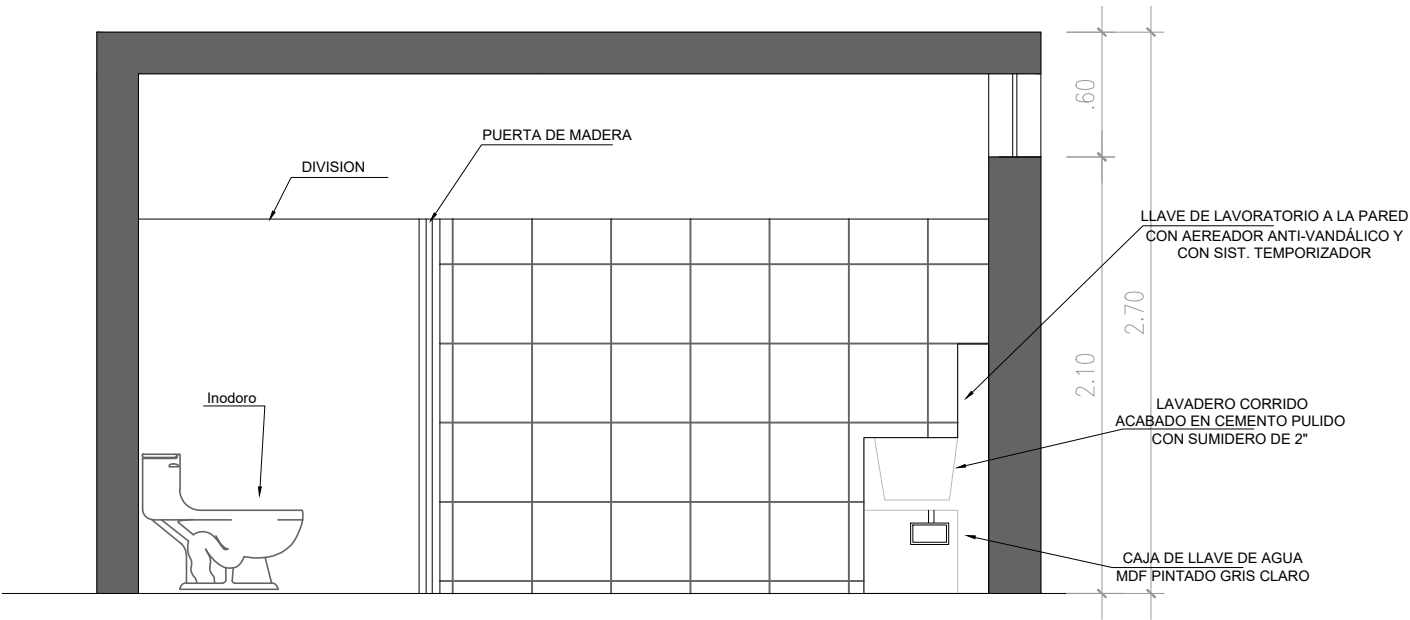 .60
PUERTA DE MADERA
DIVISION
LLAVE DE LAVORATORIO A LA PARED
CON AEREADOR ANTI-VANDÁLICO Y
CON SIST. TEMPORIZADOR
2.70
2.10
Inodoro
LAVADERO CORRIDO
ACABADO EN CEMENTO PULIDO
CON SUMIDERO DE 2"
CAJA DE LLAVE DE AGUA
MDF PINTADO GRIS CLARO